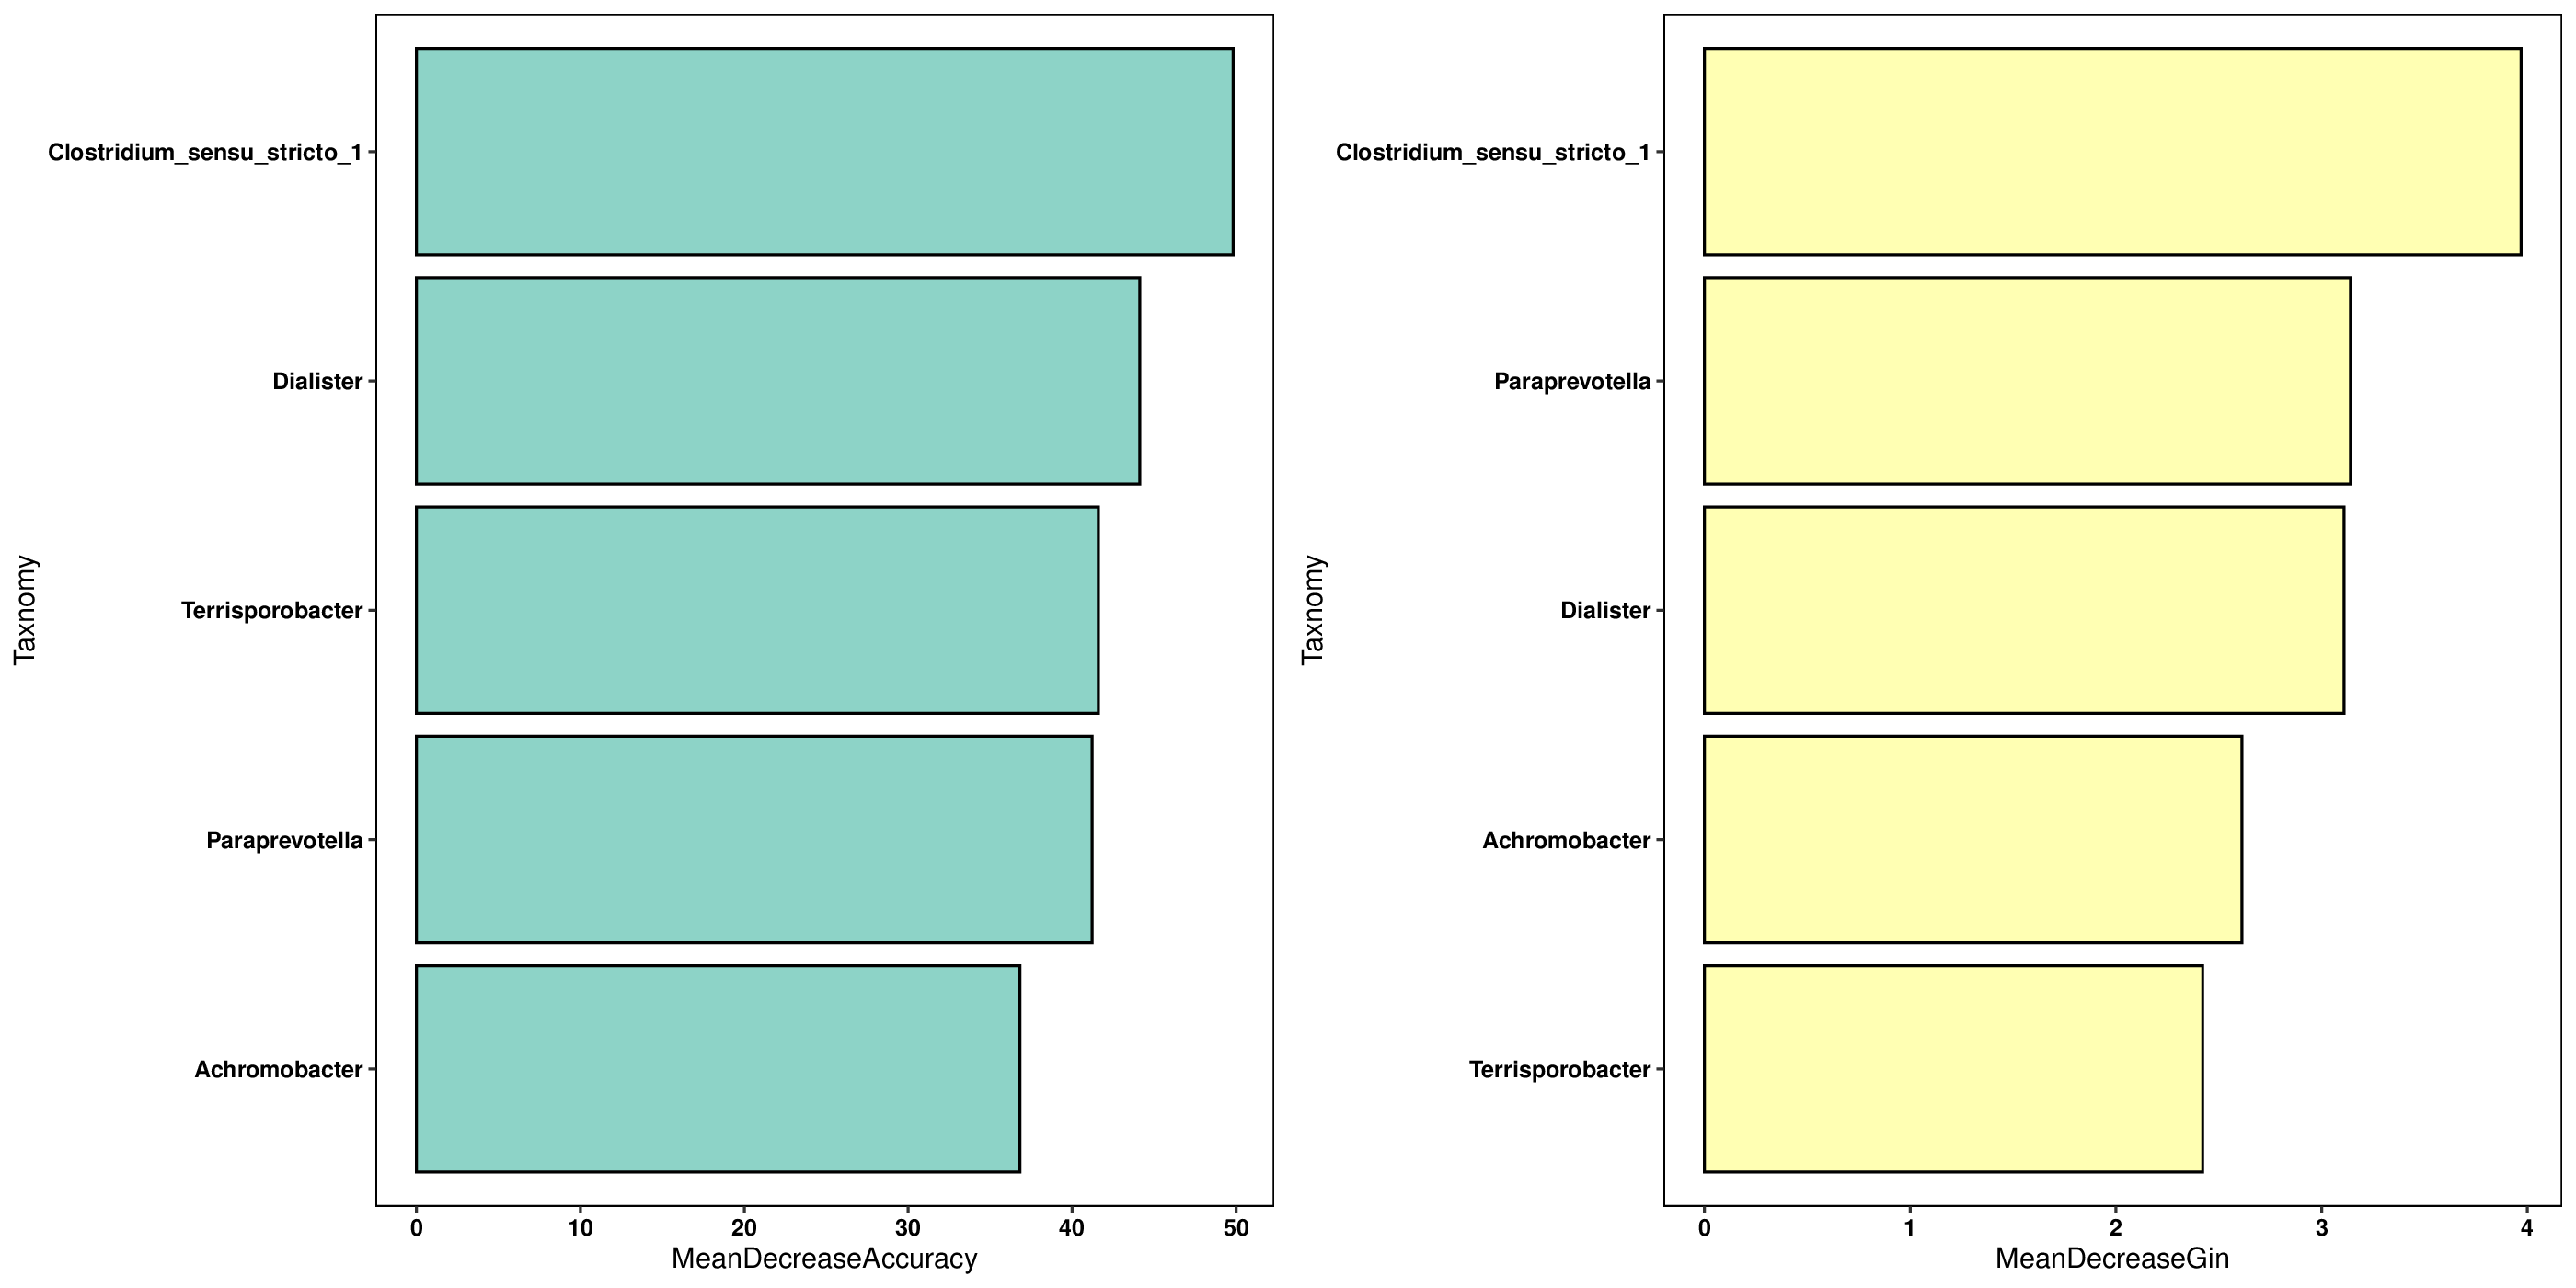 Taxnomy
Clostridium_sensu_stricto_1
Dialister
Terrisporobacter
Paraprevotella
Achromobacter
0 10 20 30 40 50
MeanDecreaseAccuracy
Taxnomy
Clostridium_sensu_stricto_1
Paraprevotella
Dialister
Achromobacter
Terrisporobacter
0 1 2 3 4
MeanDecreaseGin